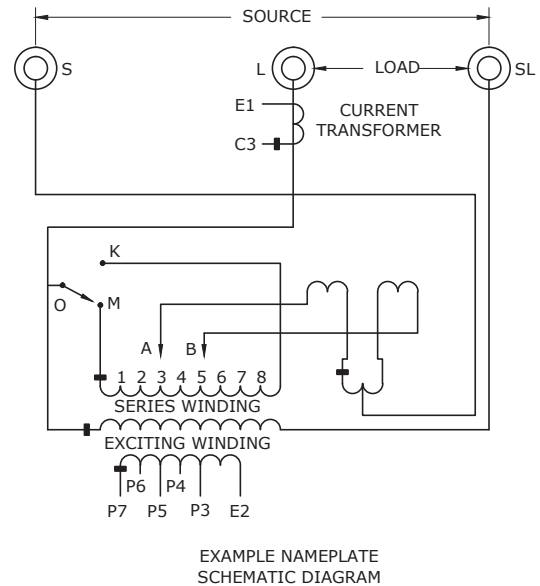 SOURCE
S
L
LOAD
SL
E1
CURRENT
TRANSFORMER
C3
K
O
M
A
B
1 2 3 4 5 6 7 8
SERIES WINDING
EXCITING WINDING
P6
P4
P7
P5
P3
E2
EXAMPLE NAMEPLATE
SCHEMATIC DIAGRAM